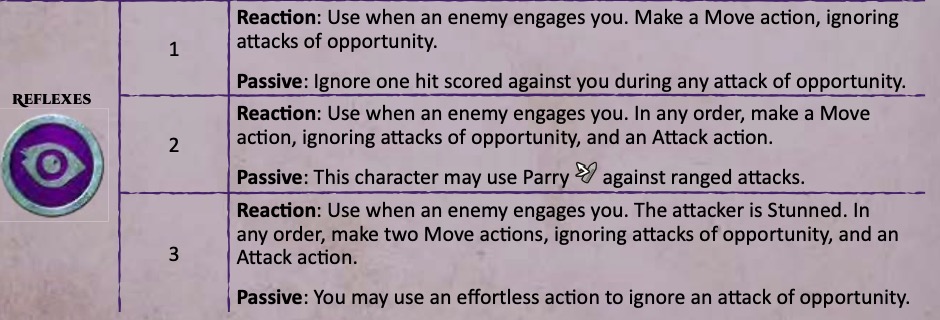 REFLEXES
1
Reaction: Use when an enemy engages you. Make a Move action, ignoring
attacks of opportunity.
Passive: Ignore one hit scored against you during any attack of opportunity.
2
Reaction: Use when an enemy engages you. In any order, make a Move
action, ignoring attacks of opportunity, and an Attack action.
Passive: This character may use Parry against ranged attacks.
3
Reaction: Use when an enemy engages you. The attacker is Stunned. In
any order, make two Move actions, ignoring attacks of opportunity, and an
Attack action.
Passive: You may use an effortless action to ignore an attack of opportunity.